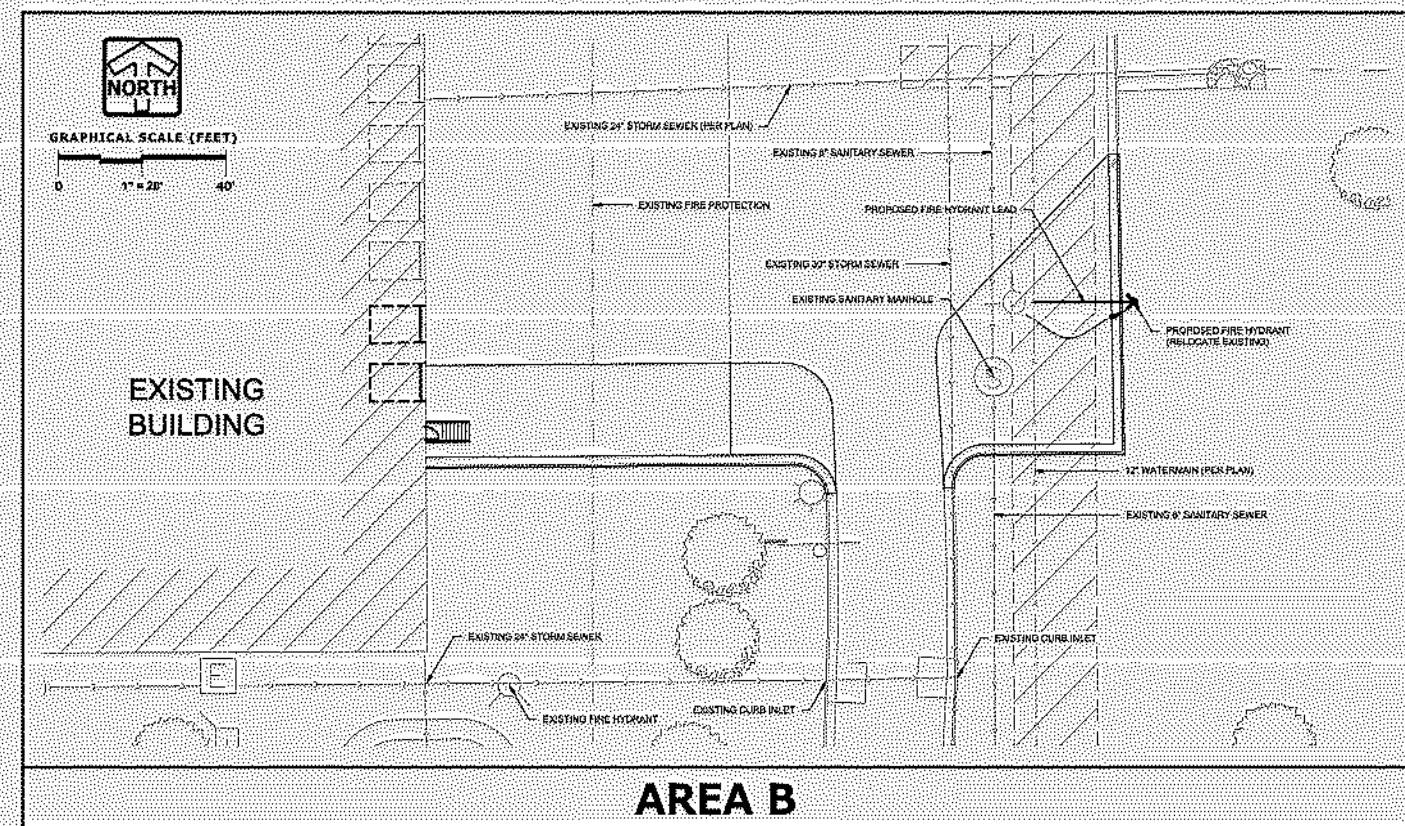 NORTH
GRAPHICAL SCALE (FEET)
0 1" = 20' 40'
EXISTING 24" STORM SEWER (PER PLAN)
EXISTING 8" SANITARY SEWER
EXISTING FIRE PROTECTION
PROPOSED FIRE HYDRANT LEAD
EXISTING 30" STORM SEWER
EXISTING SANITARY MANHOLE
PROPOSED FIRE HYDRANT
(RELOCATE EXISTING)
EXISTING
BUILDING
12" WATERMAIN (PER PLAN)
EXISTING 8" SANITARY SEWER
EXISTING 24" STORM SEWER
EXISTING CURB INLET
E
EXISTING FIRE HYDRANT
EXISTING CURB INLET
AREA B